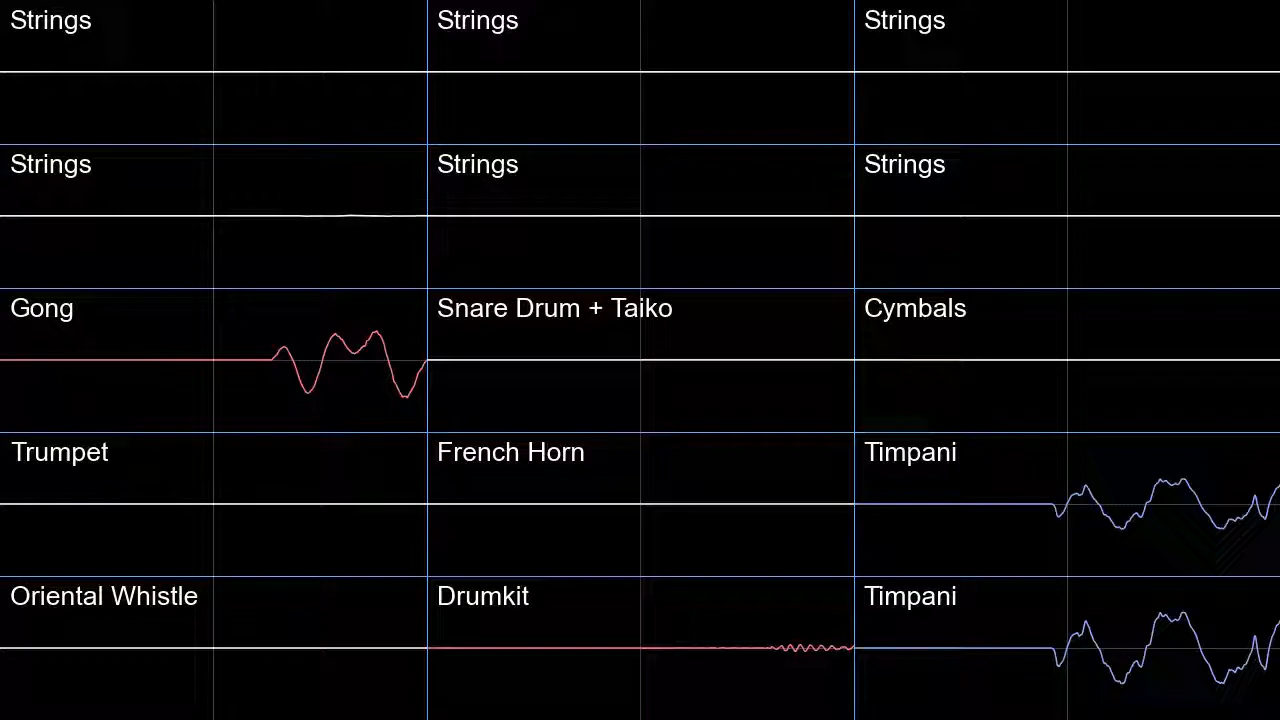 Strings
Strings
Strings
Strings
Strings
Strings
Gong
Snare Drum + Taiko
Cymbals
Trumpet
French Horn
Timpani
Oriental Whistle
Drumkit
Timpani